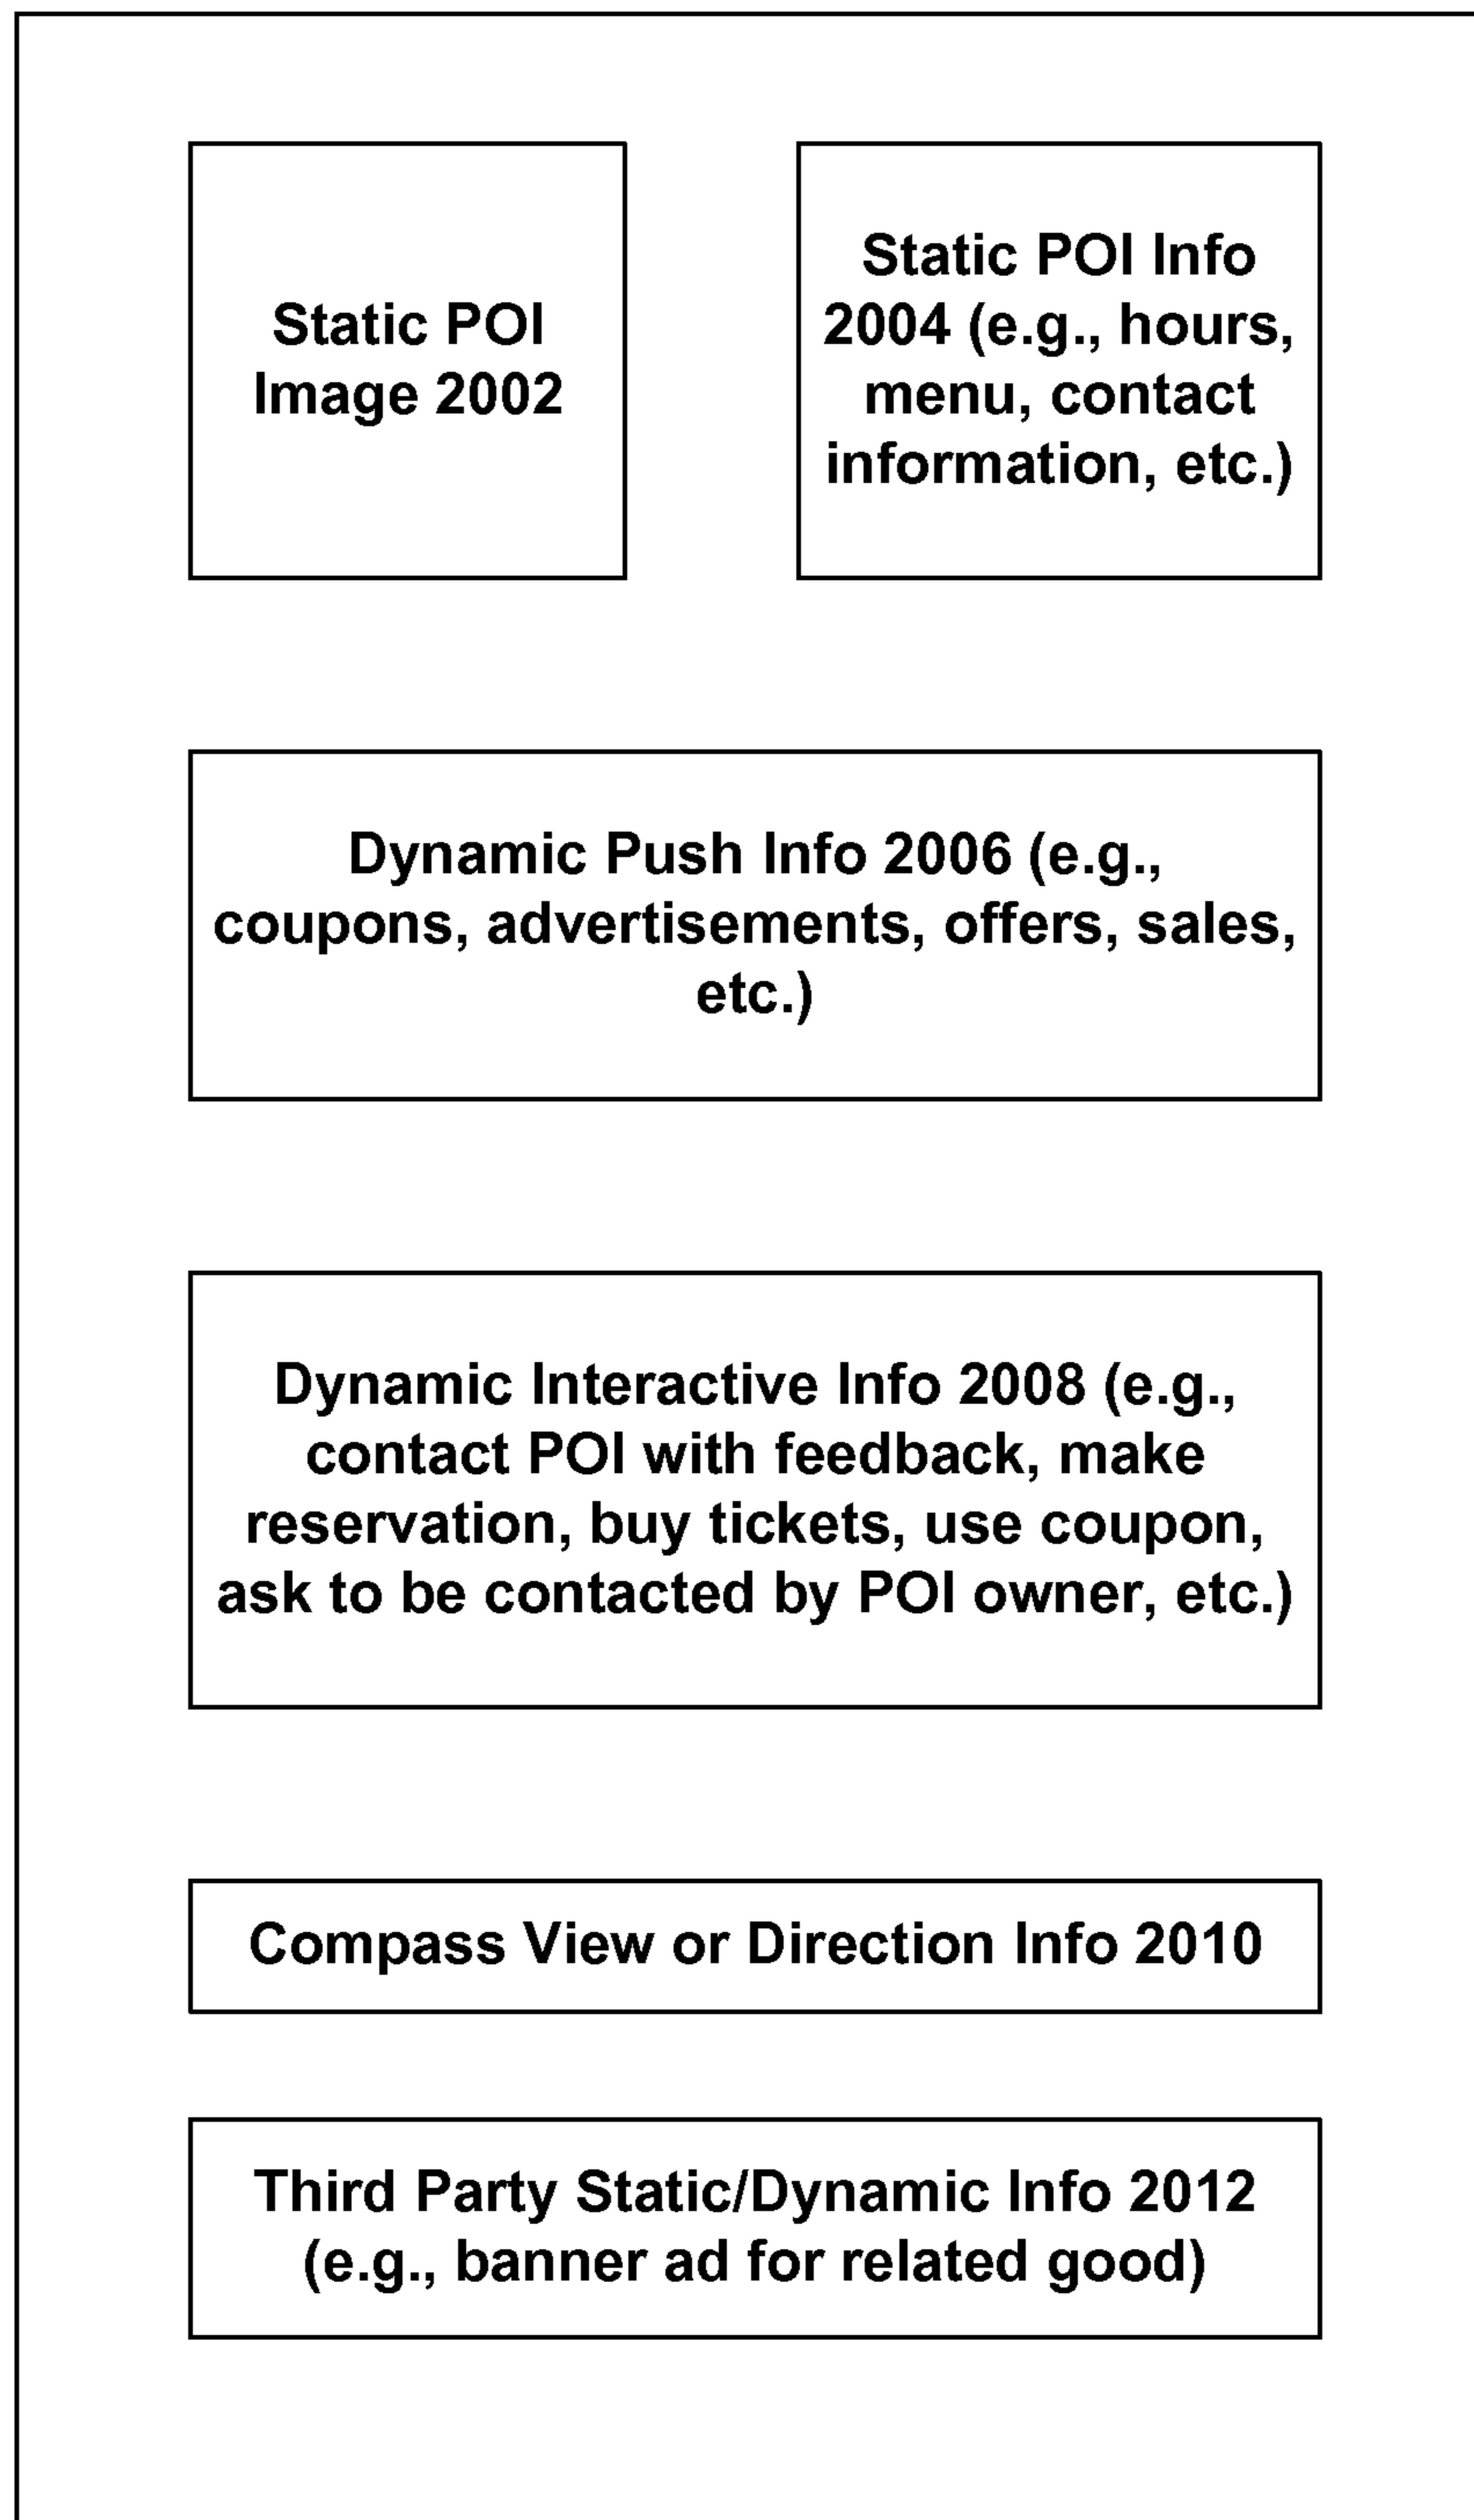 Static POI
Image 2002
Static POI Info
2004 (e.g., hours,
menu, contact
information, etc.)
Dynamic Push Info 2006 (e.g.,
coupons, advertisements, offers, sales,
etc.)
Dynamic Interactive Info 2008 (e.g.,
contact POI with feedback, make
reservation, buy tickets, use coupon,
ask to be contacted by POI owner, etc.)
Compass View or Direction Info 2010
Third Party Static/Dynamic Info 2012
(e.g., banner ad for related good)